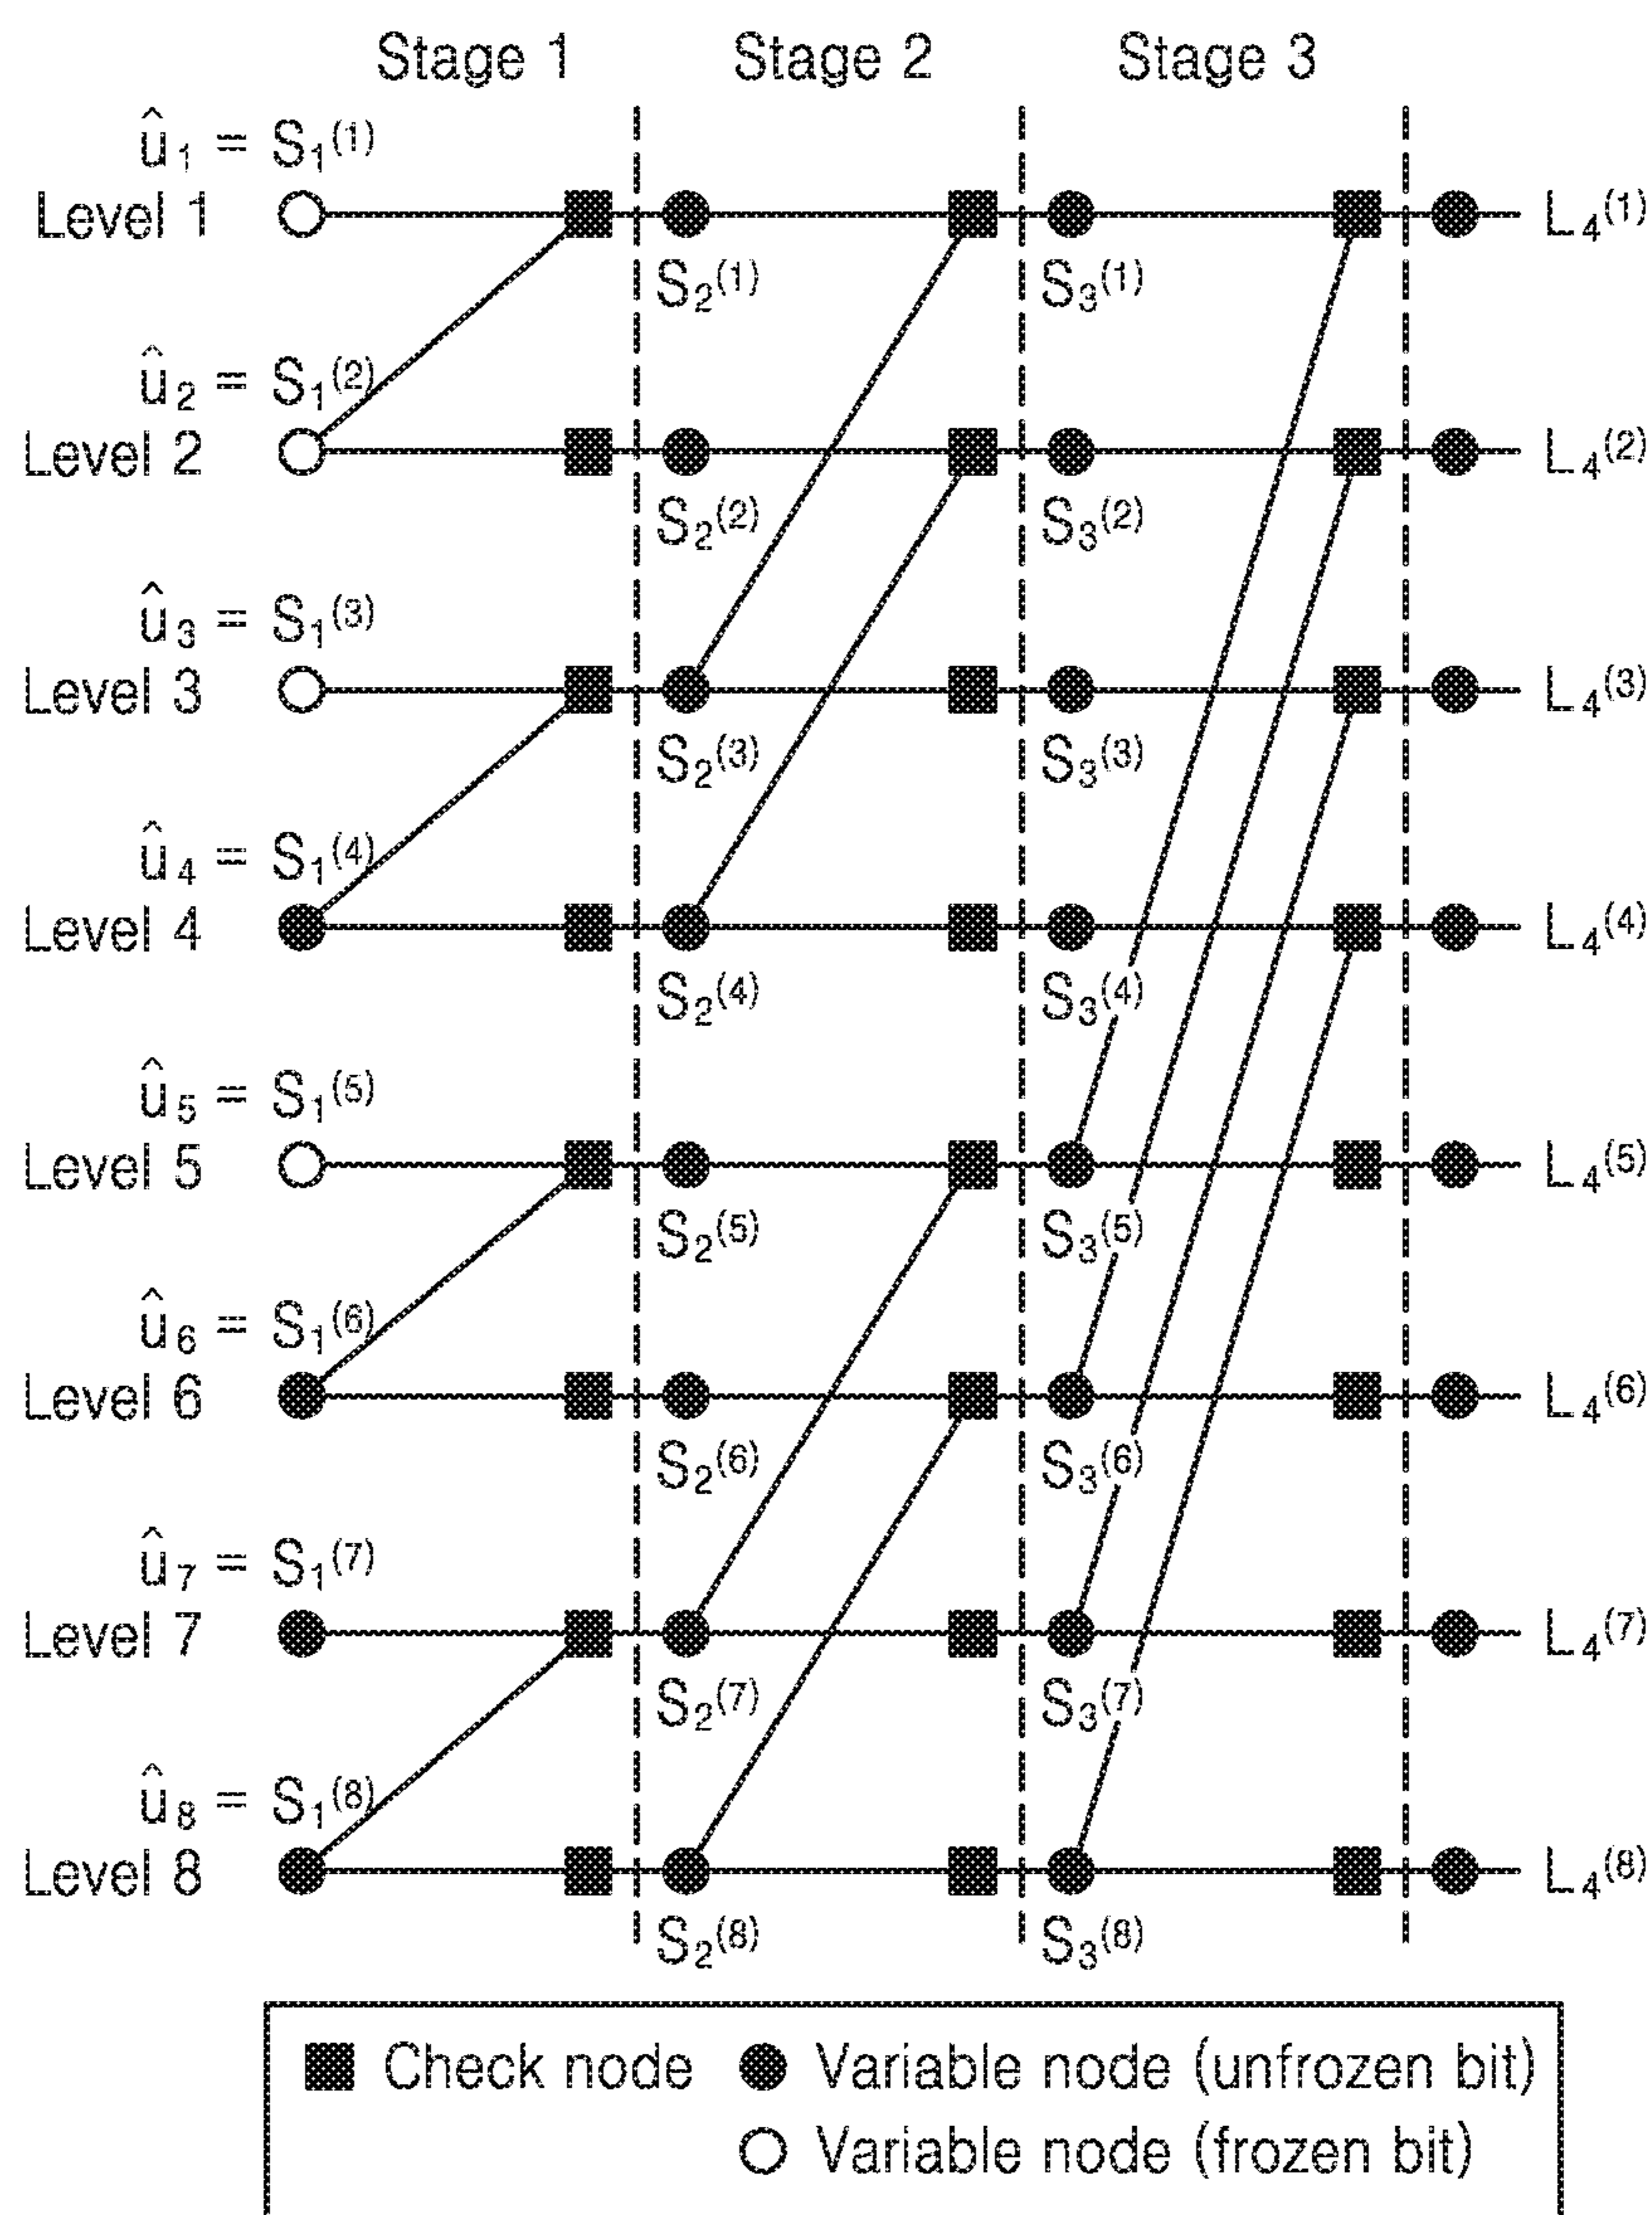 Stage 1 Stage 2 Stage 3
û₁ = S₁⁽¹⁾
Level 1 L₄⁽¹⁾
S₂⁽¹⁾ S₃⁽¹⁾
û₂ = S₁⁽²⁾
Level 2 L₄⁽²⁾
S₂⁽²⁾ S₃⁽²⁾
û₃ = S₁⁽³⁾
Level 3 L₄⁽³⁾
S₂⁽³⁾ S₃⁽³⁾
û₄ = S₁⁽⁴⁾
Level 4 L₄⁽⁴⁾
S₂⁽⁴⁾ S₃⁽⁴⁾
û₅ = S₁⁽⁵⁾
Level 5 L₄⁽⁵⁾
S₂⁽⁵⁾ S₃⁽⁵⁾
û₆ = S₁⁽⁶⁾
Level 6 L₄⁽⁶⁾
S₂⁽⁶⁾ S₃⁽⁶⁾
û₇ = S₁⁽⁷⁾
Level 7 L₄⁽⁷⁾
S₂⁽⁷⁾ S₃⁽⁷⁾
û₈ = S₁⁽⁸⁾
Level 8 L₄⁽⁸⁾
S₂⁽⁸⁾ S₃⁽⁸⁾
Check node Variable node (unfrozen bit)
Variable node (frozen bit)